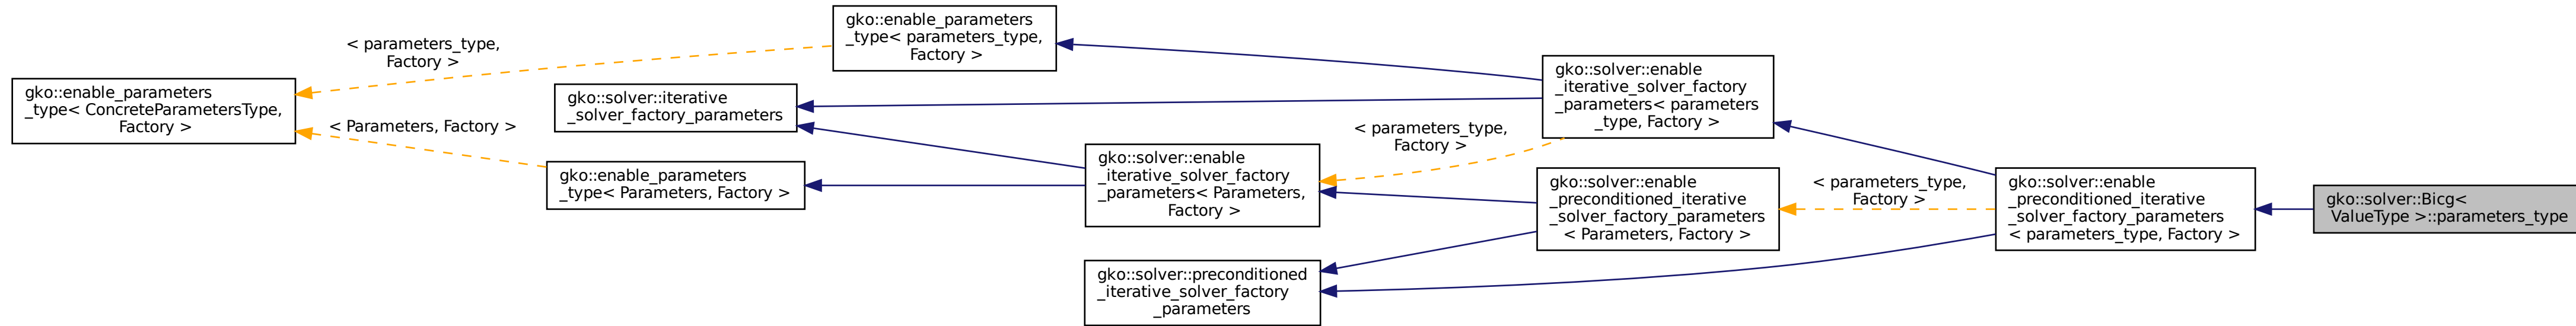 gko::enable_parameters
_type< ConcreteParametersType,
Factory >
< parameters_type,
Factory >
< Parameters, Factory >
gko::enable_parameters
_type< parameters_type,
Factory >
gko::solver::iterative
_solver_factory_parameters
gko::enable_parameters
_type< Parameters, Factory >
gko::solver::enable
_iterative_solver_factory
_parameters< Parameters,
Factory >
gko::solver::preconditioned
_iterative_solver_factory
_parameters
< parameters_type,
Factory >
gko::solver::enable
_iterative_solver_factory
_parameters< parameters
_type, Factory >
gko::solver::enable
_preconditioned_iterative
_solver_factory_parameters
< Parameters, Factory >
< parameters_type,
Factory >
gko::solver::enable
_preconditioned_iterative
_solver_factory_parameters
< parameters_type, Factory >
gko::solver::Bicg<
ValueType >::parameters_type